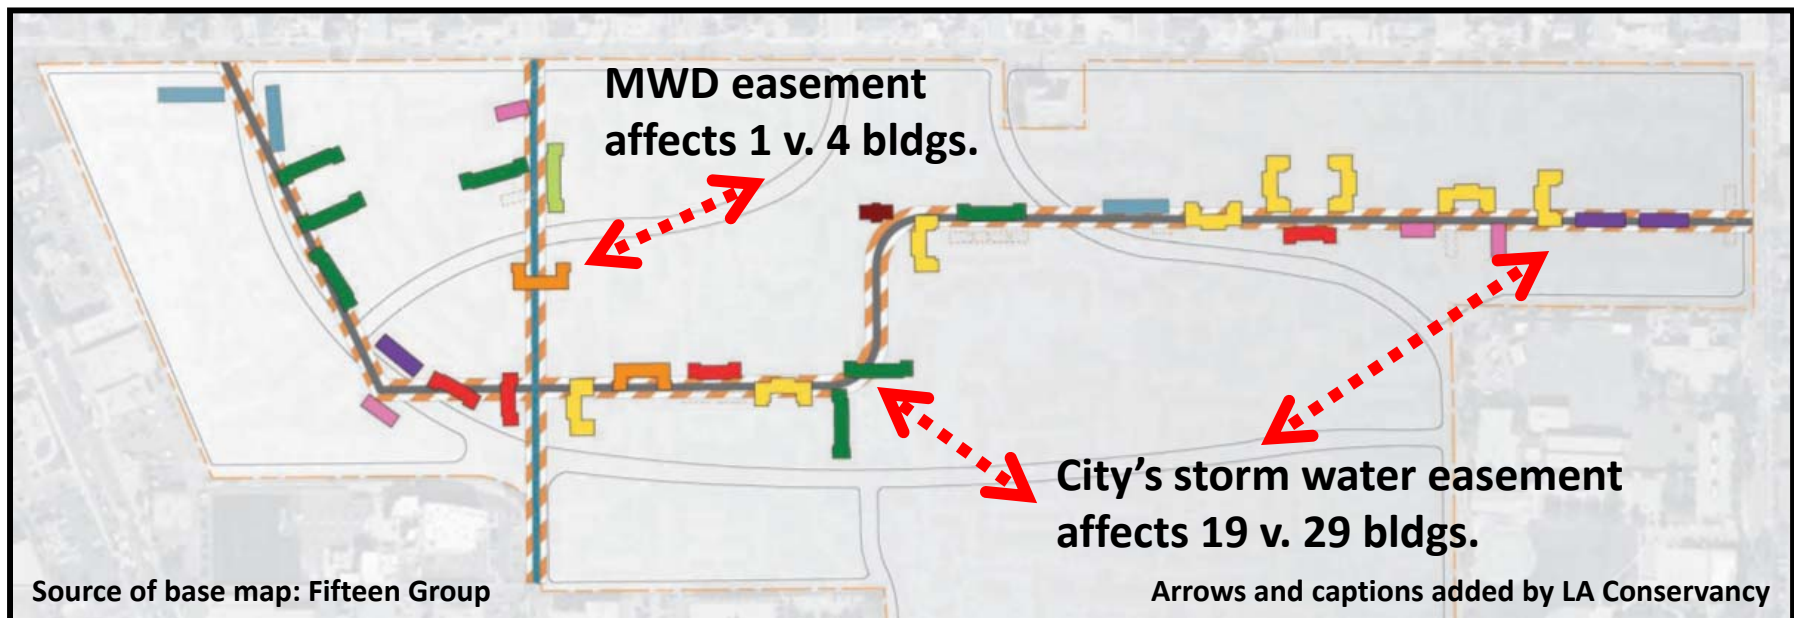 MWD easement
affects 1 v. 4 bldgs.
City’s storm water easement
affects 19 v. 29 bldgs.
Source of base map: Fifteen Group
Arrows and captions added by LA Conservancy